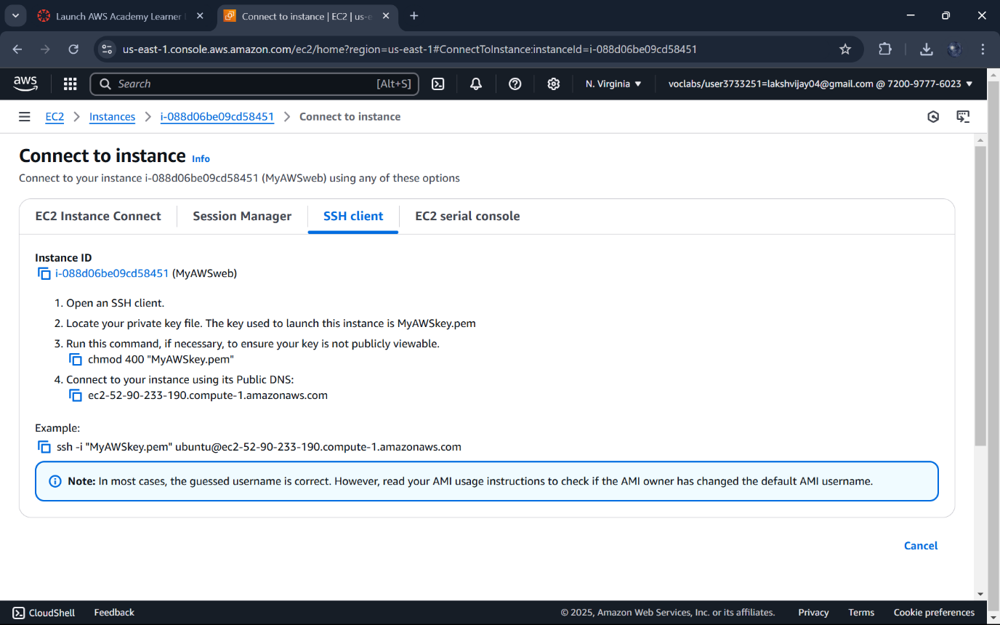 Launch AWS Academy Learner
Connect to instance | EC2 | us-e
us-east-1.console.aws.amazon.com/ec2/home?region=us-east-1#ConnectToInstance:instanceId=i-088d06be09cd58451
aws
Search [Alt+S]
N. Virginia
voclabs/user3733251=lakshvijay04@gmail.com @ 7200-9777-6023
EC2 > Instances > i-088d06be09cd58451 > Connect to instance
Connect to instance Info
Connect to your instance i-088d06be09cd58451 (MyAWSweb) using any of these options
EC2 Instance Connect
Session Manager
SSH client
EC2 serial console
Instance ID
i-088d06be09cd58451 (MyAWSweb)
1. Open an SSH client.
2. Locate your private key file. The key used to launch this instance is MyAWSkey.pem
3. Run this command, if necessary, to ensure your key is not publicly viewable.
chmod 400 "MyAWSkey.pem"
4. Connect to your instance using its Public DNS:
ec2-52-90-233-190.compute-1.amazonaws.com
Example:
ssh -i "MyAWSkey.pem" ubuntu@ec2-52-90-233-190.compute-1.amazonaws.com
Note: In most cases, the guessed username is correct. However, read your AMI usage instructions to check if the AMI owner has changed the default AMI username.
Cancel
CloudShell
Feedback
© 2025, Amazon Web Services, Inc. or its affiliates.
Privacy
Terms
Cookie preferences